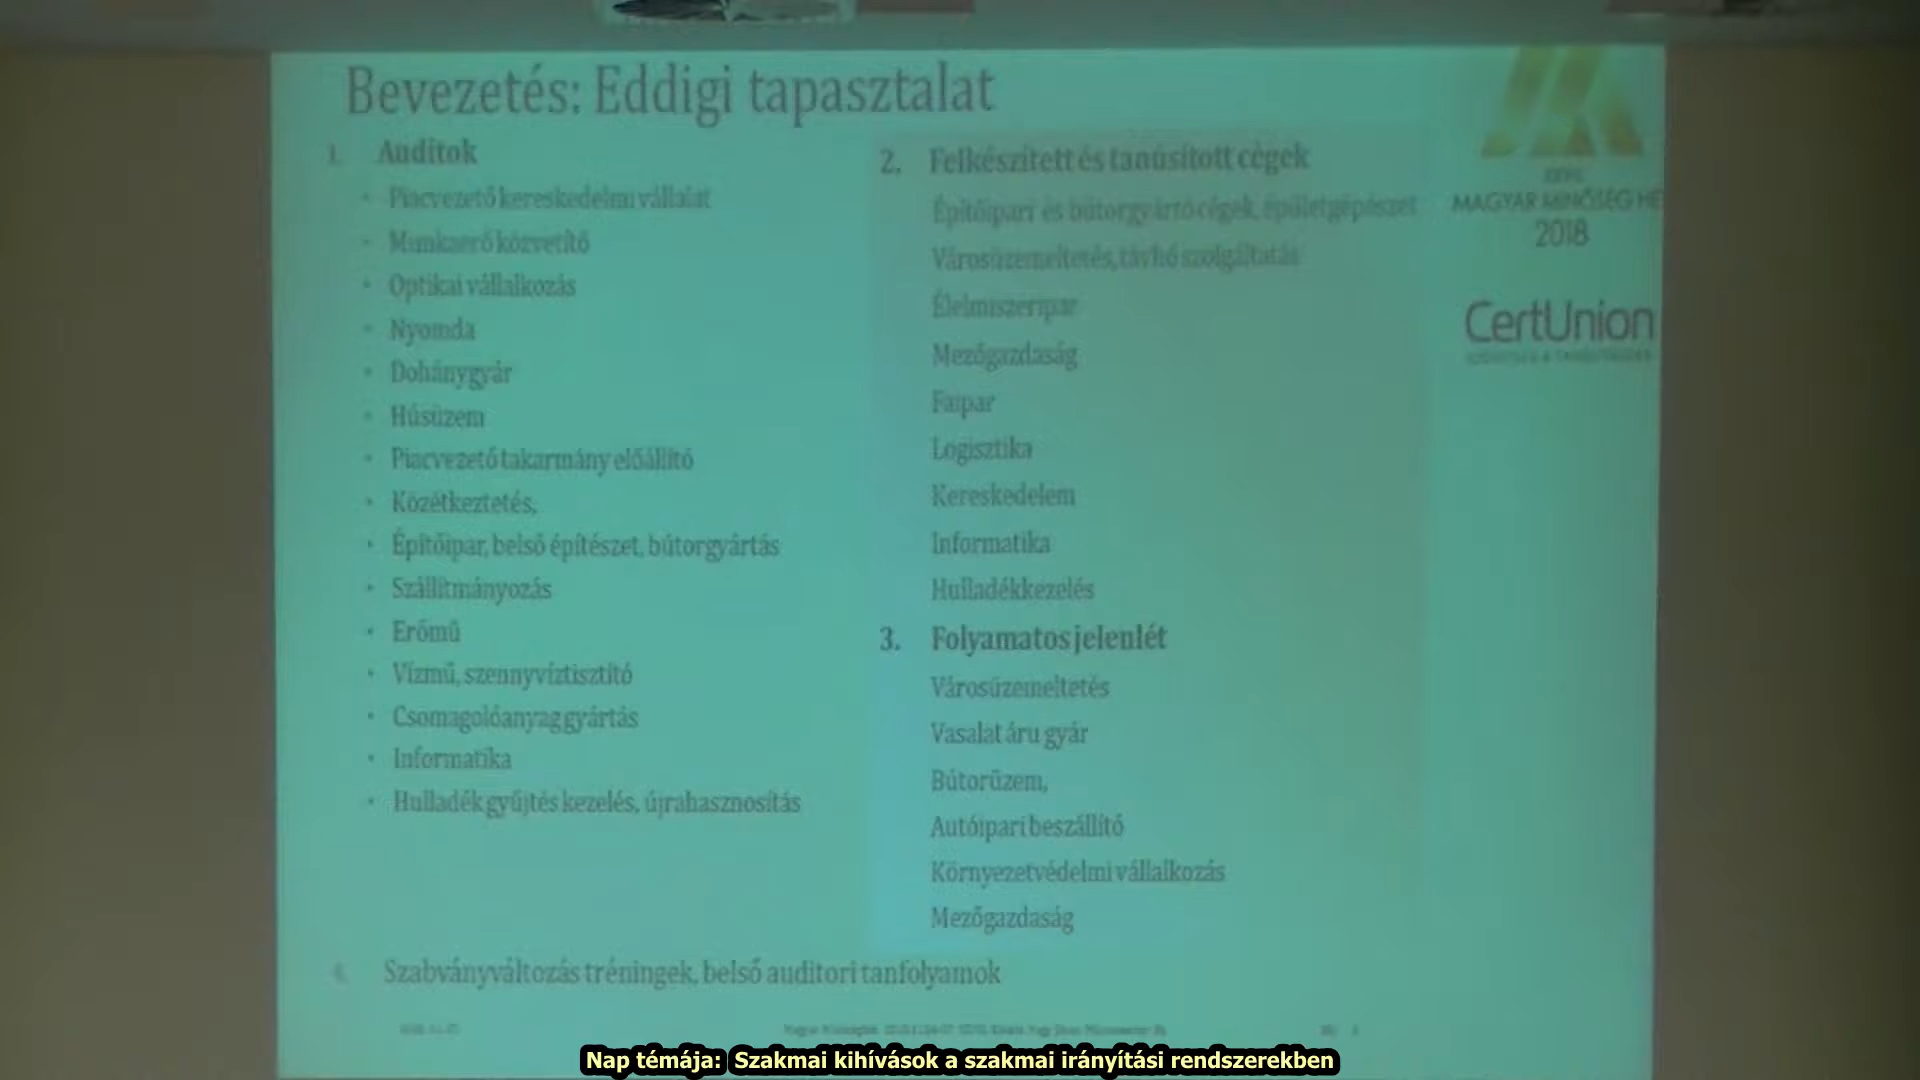 Bevezetés: Eddigi tapasztalat
1. Auditok
• Piacvezető kereskedelmi vállalat
• Munkaerő közvetítő
• Optikai vállalkozás
• Nyomda
• Dohánygyár
• Húsüzem
• Piacvezető takarmány előállító
• Közétkeztetés,
• Építőipar, belső építészet, bútorgyártás
• Szállítmányozás
• Erőmű
• Vízmű, szennyvíztisztító
• Csomagolóanyag gyártás
• Informatika
• Hulladék gyűjtés kezelés, újrahasznosítás
2. Felkészített és tanúsított cégek
Építőipari és bútorgyártó cégek, épületgépészet
Városüzemeltetés, távhő szolgáltatás
Élelmiszeripar
Mezőgazdaság
Faipar
Logisztika
Kereskedelem
Informatika
Hulladékkezelés
3. Folyamatos jelenlét
Városüzemeltetés
Vasalat áru gyár
Bútorüzem,
Autóipari beszállító
Környezetvédelmi vállalkozás
Mezőgazdaság
4. Szabványváltozás tréningek, belső auditori tanfolyamok
MAGYAR MINŐSÉG HÉ
2018
CertUnion
Nap témája: Szakmai kihívások a szakmai irányítási rendszerekben